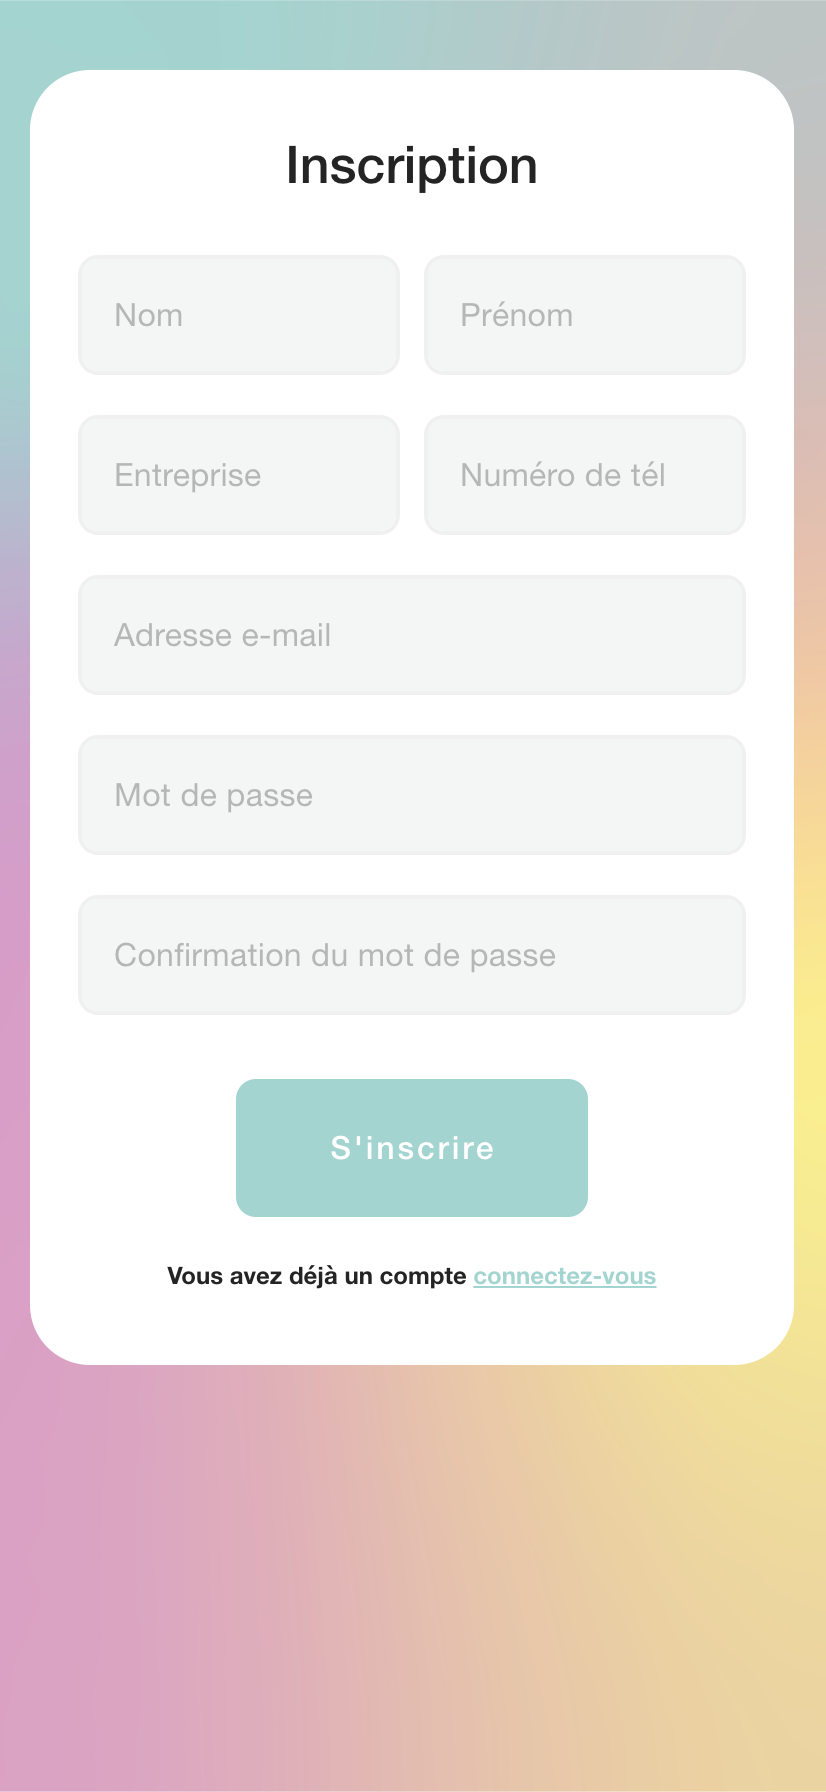 Inscription
Nom Prénom
Entreprise Numéro de tél
Adresse e-mail
Mot de passe
Confirmation du mot de passe
S'inscrire
Vous avez déjà un compte connectez-vous